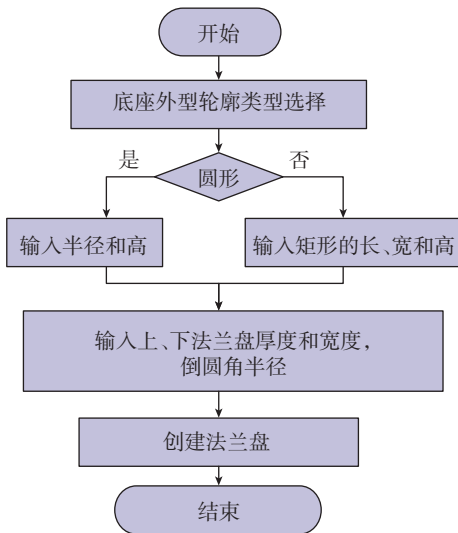 开始
底座外型轮廓类型选择
是
否
圆形
输入半径和高
输入矩形的长、宽和高
输入上、下法兰盘厚度和宽度，
倒圆角半径
创建法兰盘
结束